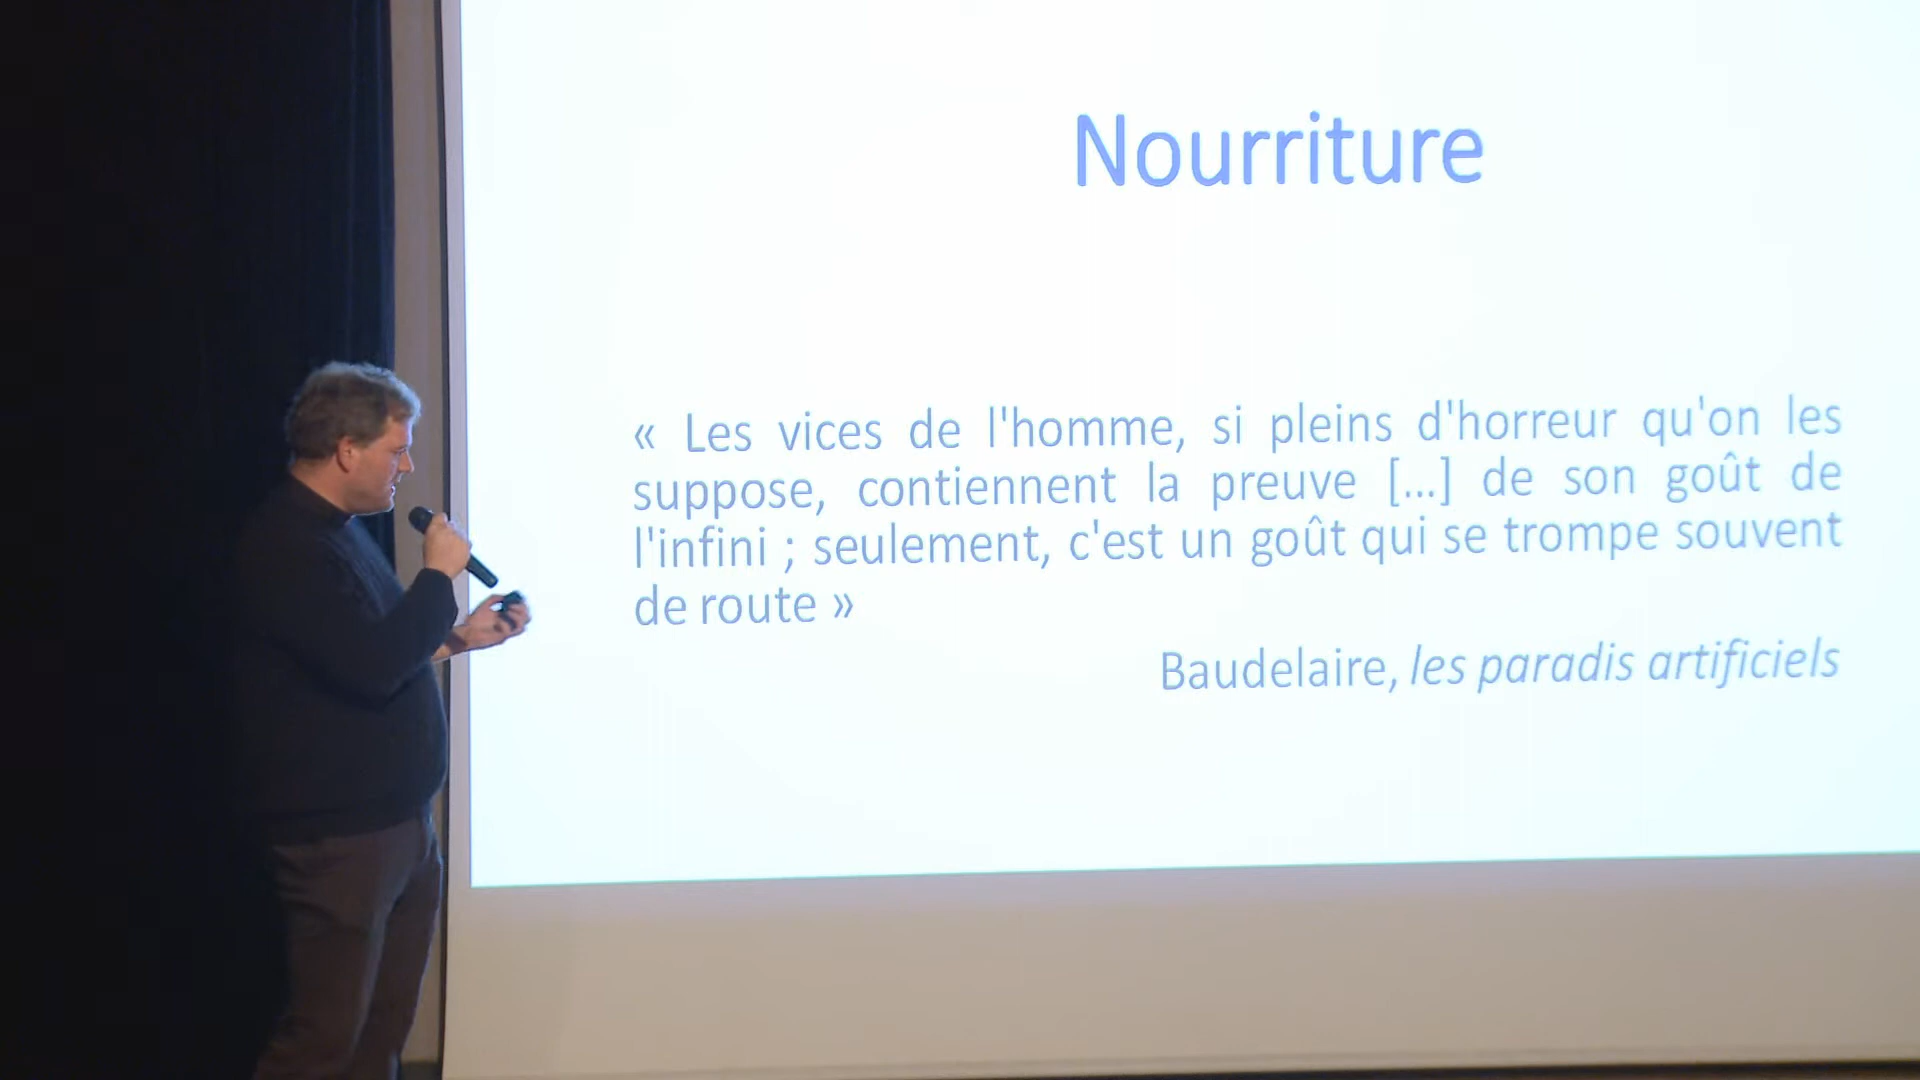 Nourriture
« Les vices de l'homme, si pleins d'horreur qu'on les
suppose, contiennent la preuve [...] de son goût de
l'infini ; seulement, c'est un goût qui se trompe souvent
de route »
Baudelaire, les paradis artificiels